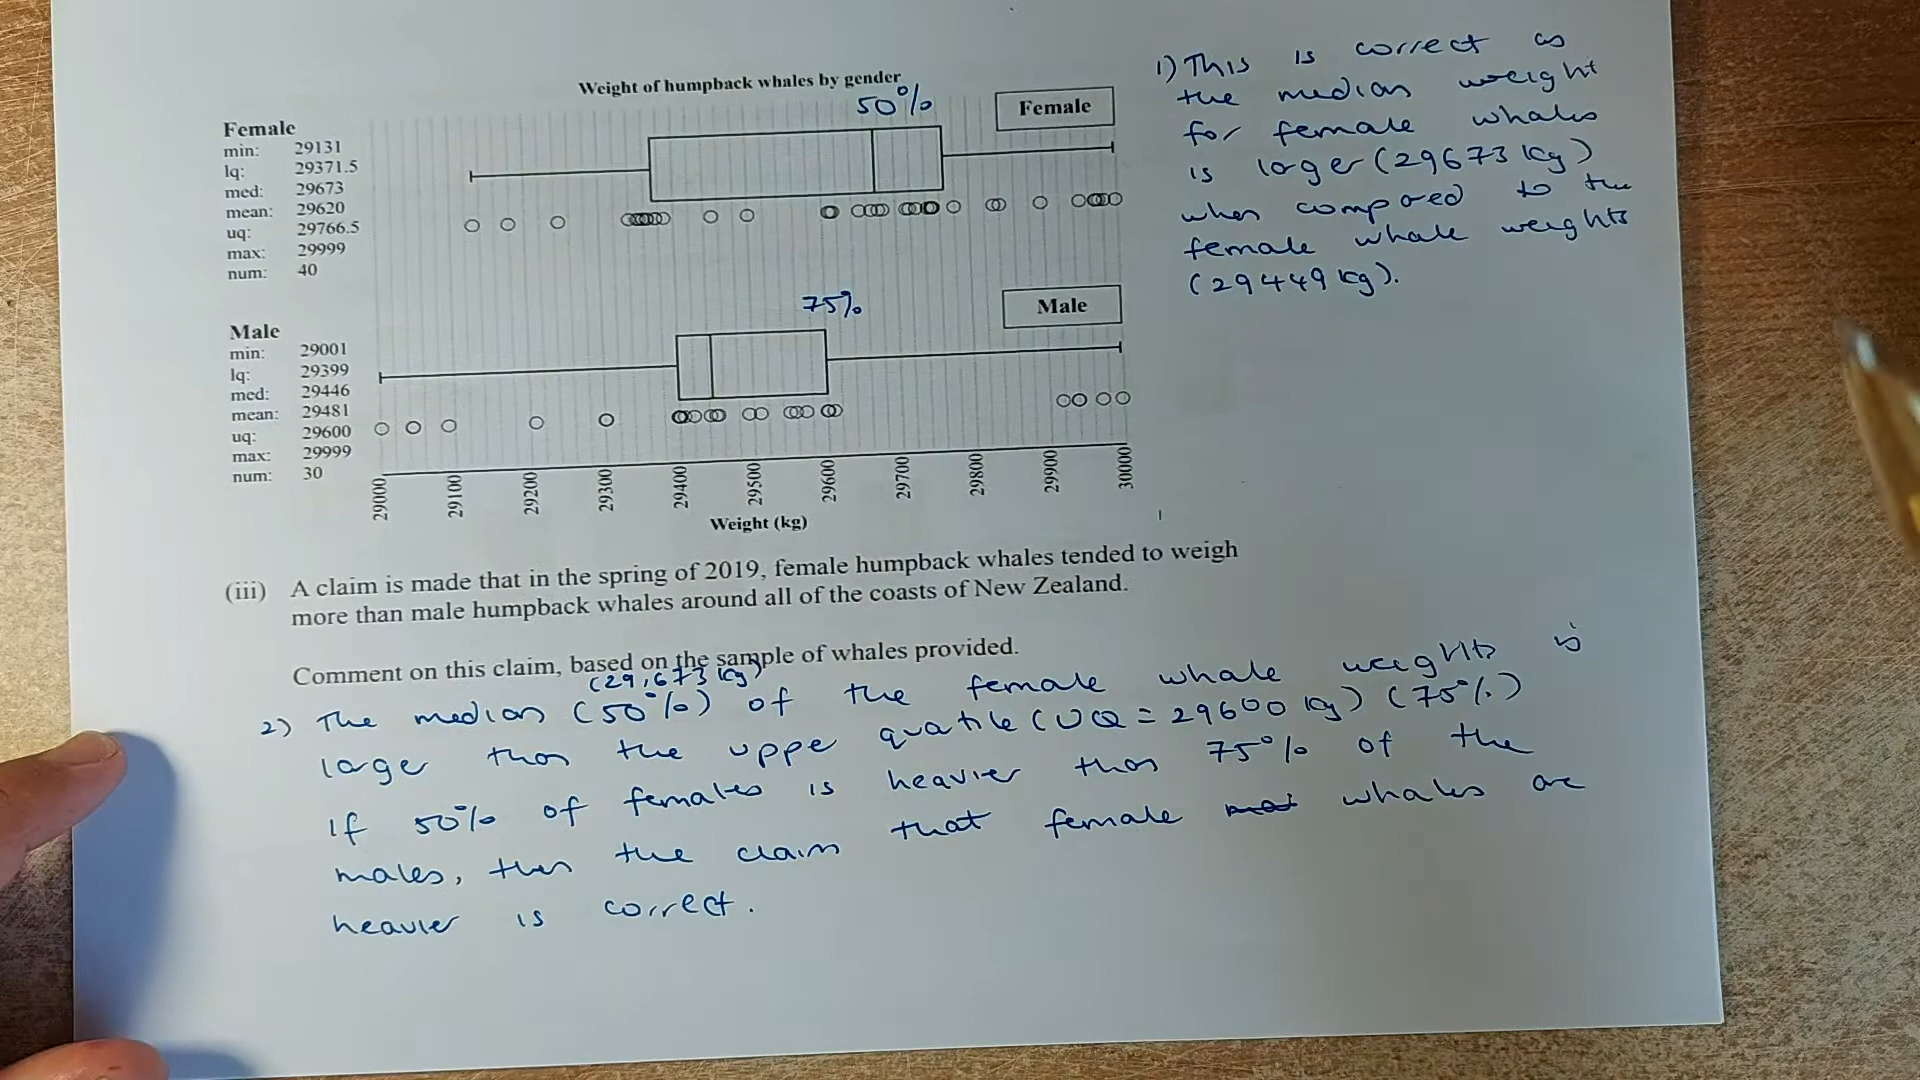 Weight of humpback whales by gender
50%
Female
Female
min: 29131
lq: 29371.5
med: 29673
mean: 29620
uq: 29766.5
max: 29999
num: 40
75%
Male
Male
min: 29001
lq: 29399
med: 29446
mean: 29481
uq: 29600
max: 29999
num: 30
29000 29100 29200 29300 29400 29500 29600 29700 29800 29900 30000
Weight (kg)
1) This is correct as
the median weight
for female whales
is larger (29673 kg)
when compared to the
female whale weights
(29449 kg).
(iii) A claim is made that in the spring of 2019, female humpback whales tended to weigh
more than male humpback whales around all of the coasts of New Zealand.
Comment on this claim, based on the sample of whales provided.
(29,673 kg)
2) The median (50%) of the female whale weights is
large than the uppe quatile (UQ = 29600 kg) (75%)
If 50% of females is heavier than 75% of the
males, then the claim that female whales are
heavier is correct.